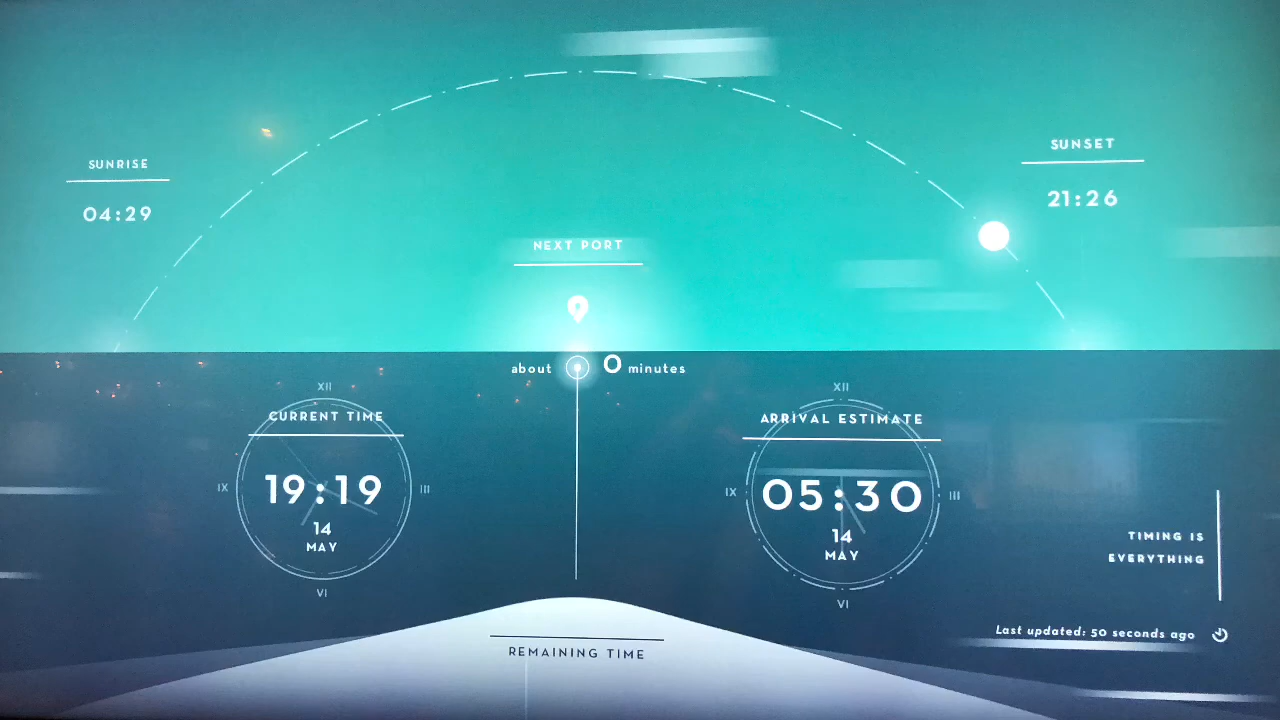 SUNRISE
04:29
SUNSET
21:26
NEXT PORT
about 0 minutes
XII
CURRENT TIME
IX
III
19:19
14
MAY
VI
XII
ARRIVAL ESTIMATE
IX
III
05:30
14
MAY
VI
TIMING IS
EVERYTHING
Last updated: 50 seconds ago
REMAINING TIME